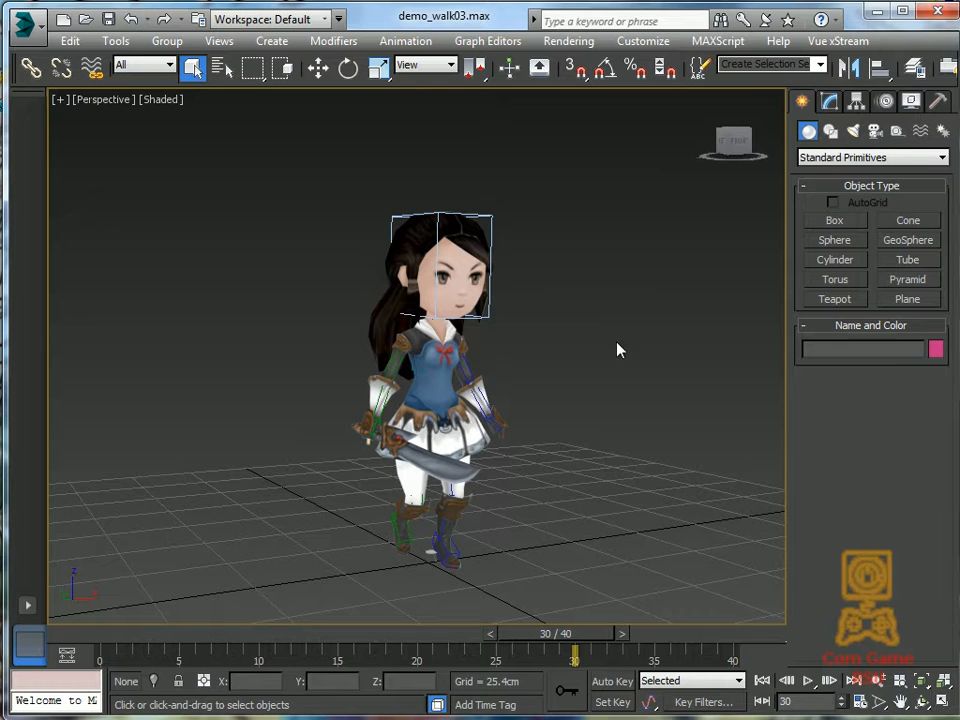 Workspace: Default
demo_walk03.max
Type a keyword or phrase
Edit Tools Group Views Create Modifiers Animation Graph Editors Rendering Customize MAXScript Help Vue xStream
All
View
Create Selection Se
[+] [Perspective] [Shaded]
Standard Primitives
- Object Type
AutoGrid
Box Cone
Sphere GeoSphere
Cylinder Tube
Torus Pyramid
Teapot Plane
- Name and Color
z
< 30 / 40 >
0 5 10 15 20 25 30 35 40
Com Game
None X: Y: Z: Grid = 25.4cm Auto Key Selected
Welcome to M
Click or click-and-drag to select objects Add Time Tag Set Key Key Filters... 30